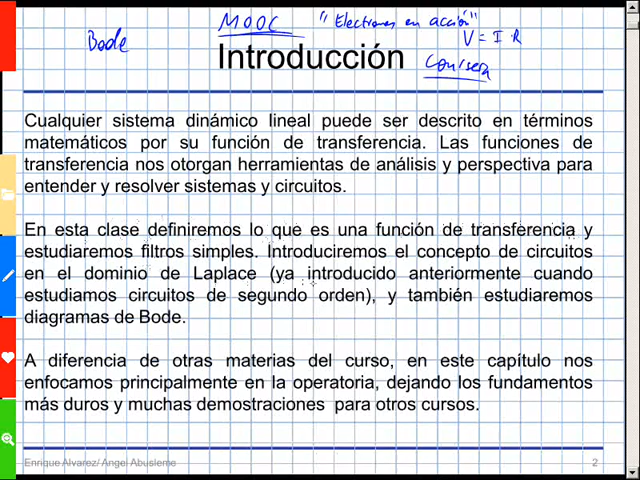 MOOC "Electrones en acción"
Bode V = I · R
Introducción
Coursera
Cualquier sistema dinámico lineal puede ser descrito en términos
matemáticos por su función de transferencia. Las funciones de
transferencia nos otorgan herramientas de análisis y perspectiva para
entender y resolver sistemas y circuitos.
En esta clase definiremos lo que es una función de transferencia y
estudiaremos filtros simples. Introduciremos el concepto de circuitos
en el dominio de Laplace (ya introducido anteriormente cuando
estudiamos circuitos de segundo orden), y también estudiaremos
diagramas de Bode.
A diferencia de otras materias del curso, en este capítulo nos
enfocamos principalmente en la operatoria, dejando los fundamentos
más duros y muchas demostraciones para otros cursos.
Enrique Alvarez/ Angel Abusleme 2